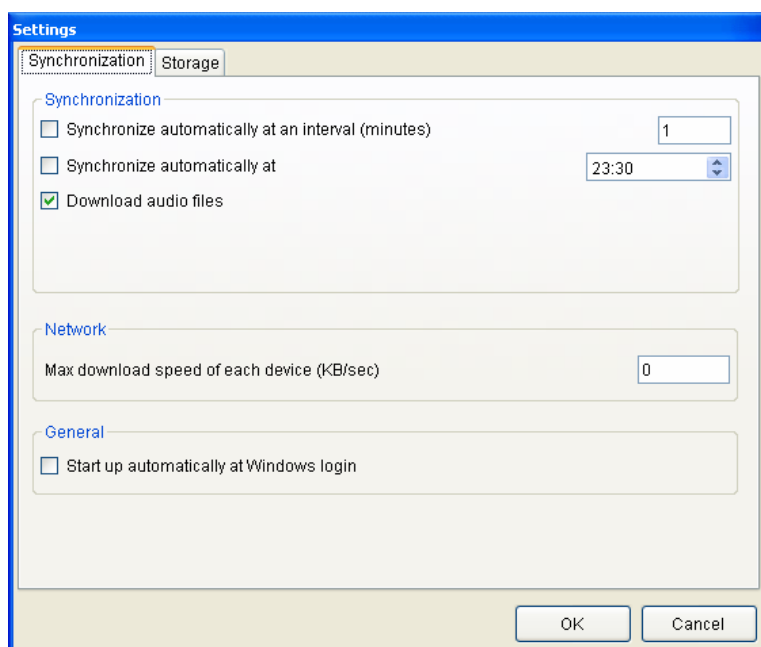 Settings
Synchronization Storage
Synchronization
Synchronize automatically at an interval (minutes) 1
Synchronize automatically at 23:30
Download audio files
Network
Max download speed of each device (KB/sec) 0
General
Start up automatically at Windows login
OK Cancel